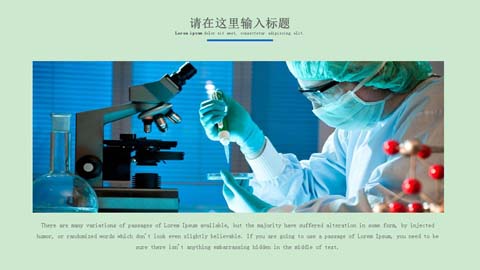 请在这里输入标题
Lorem ipsum dolor sit amet, consectetur adipiscing elit.
There are many variations of passages of Lorem Ipsum available, but the majority have suffered alteration in some form, by injected
humor, or randomized words which don't look even slightly believable. If you are going to use a passage of Lorem Ipsum, you need to be
sure there isn't anything embarrassing hidden in the middle of text.